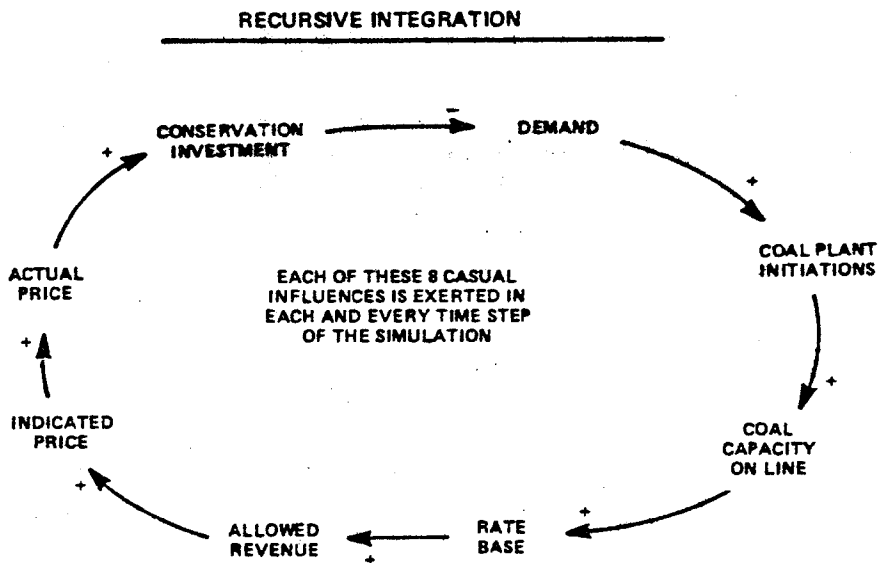 RECURSIVE INTEGRATION
CONSERVATION
INVESTMENT
−
DEMAND
+
COAL PLANT
INITIATIONS
+
COAL
CAPACITY
ON LINE
+
RATE
BASE
+
ALLOWED
REVENUE
+
INDICATED
PRICE
+
ACTUAL
PRICE
+
EACH OF THESE 8 CASUAL
INFLUENCES IS EXERTED IN
EACH AND EVERY TIME STEP
OF THE SIMULATION